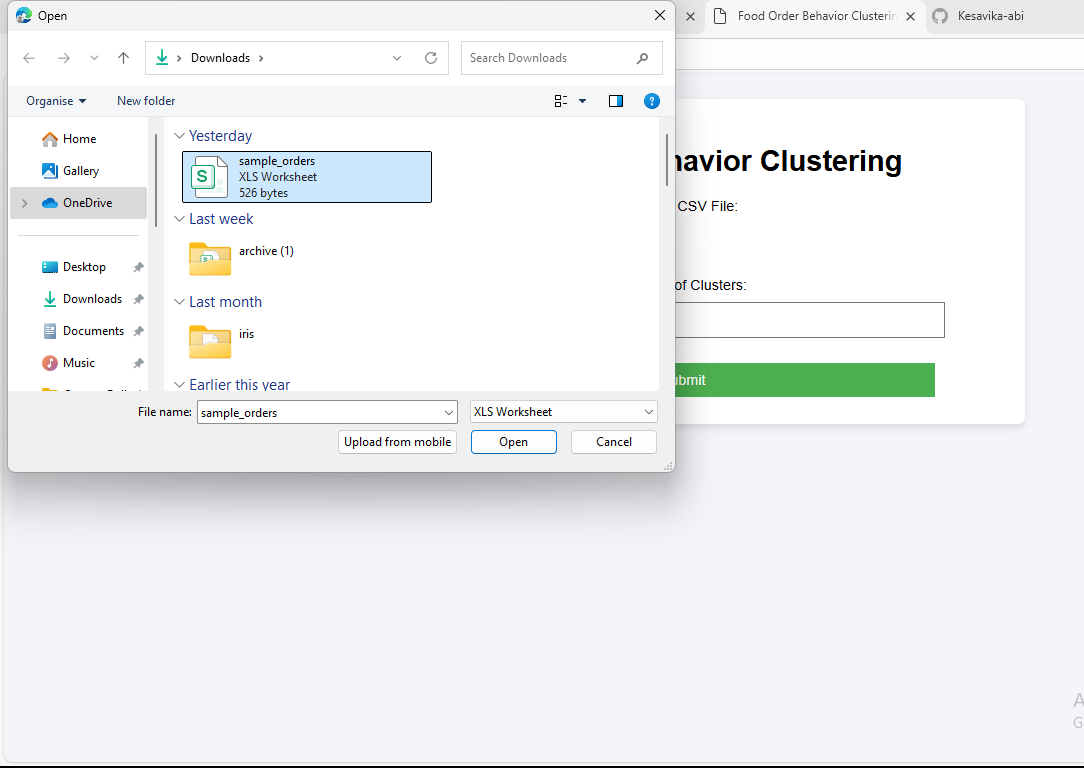 Open
Food Order Behavior Clusterin
Kesavika-abi
Downloads
Search Downloads
Organise
New folder
Home
Gallery
OneDrive
Desktop
Downloads
Documents
Music
Yesterday
sample_orders
XLS Worksheet
526 bytes
Last week
archive (1)
Last month
iris
Earlier this year
File name:
sample_orders
XLS Worksheet
Upload from mobile
Open
Cancel
havior Clustering
CSV File:
of Clusters:
ubmit